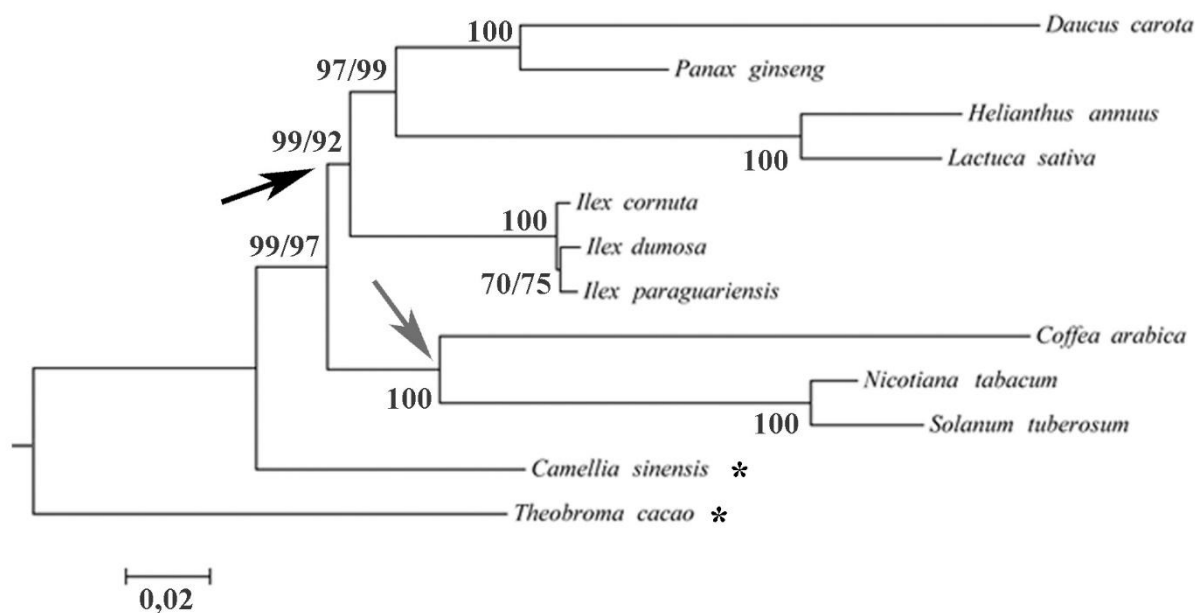 100
Daucus carota
Panax ginseng
97/99
Helianthus annuus
99/92
100
Lactuca sativa
Ilex cornuta
100
Ilex dumosa
99/97
70/75
Ilex paraguariensis
Coffea arabica
Nicotiana tabacum
100
100
Solanum tuberosum
Camellia sinensis *
Theobroma cacao *
0,02